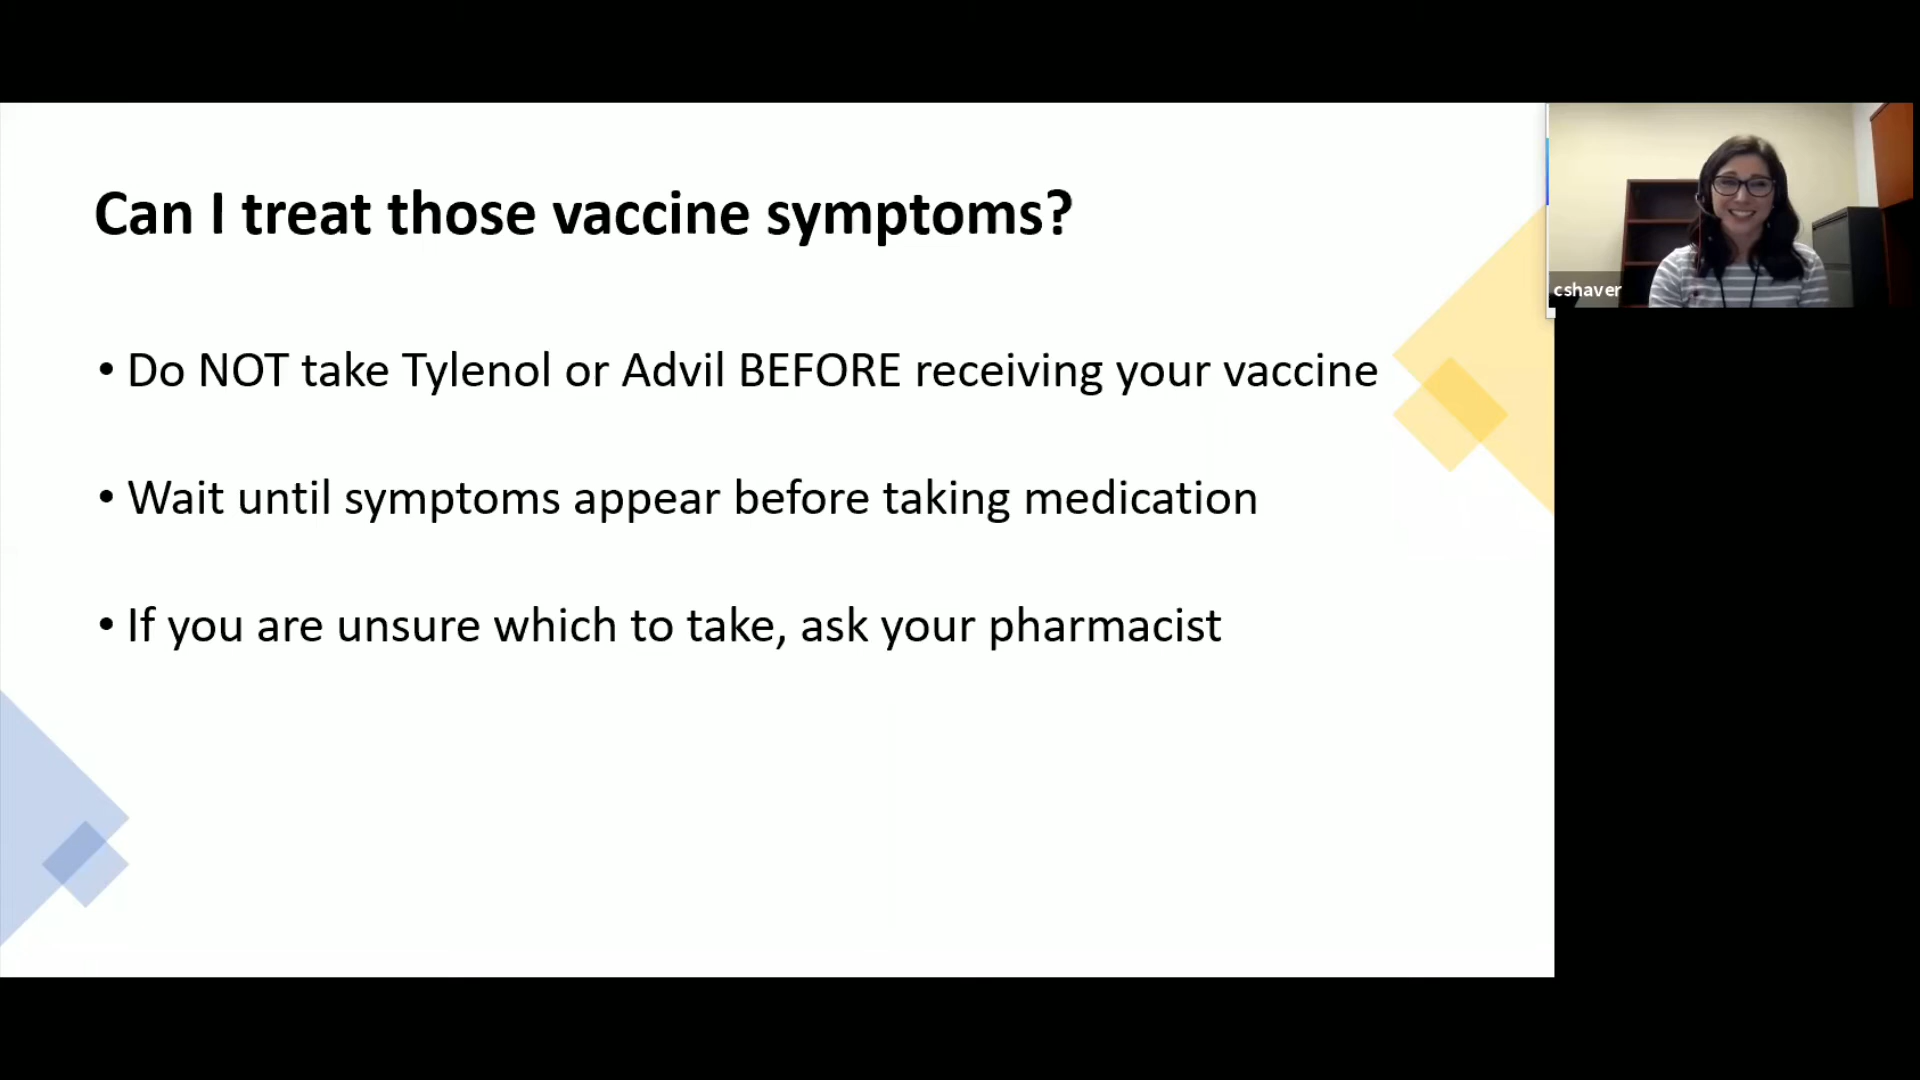 Can I treat those vaccine symptoms?
• Do NOT take Tylenol or Advil BEFORE receiving your vaccine
• Wait until symptoms appear before taking medication
• If you are unsure which to take, ask your pharmacist
cshaver